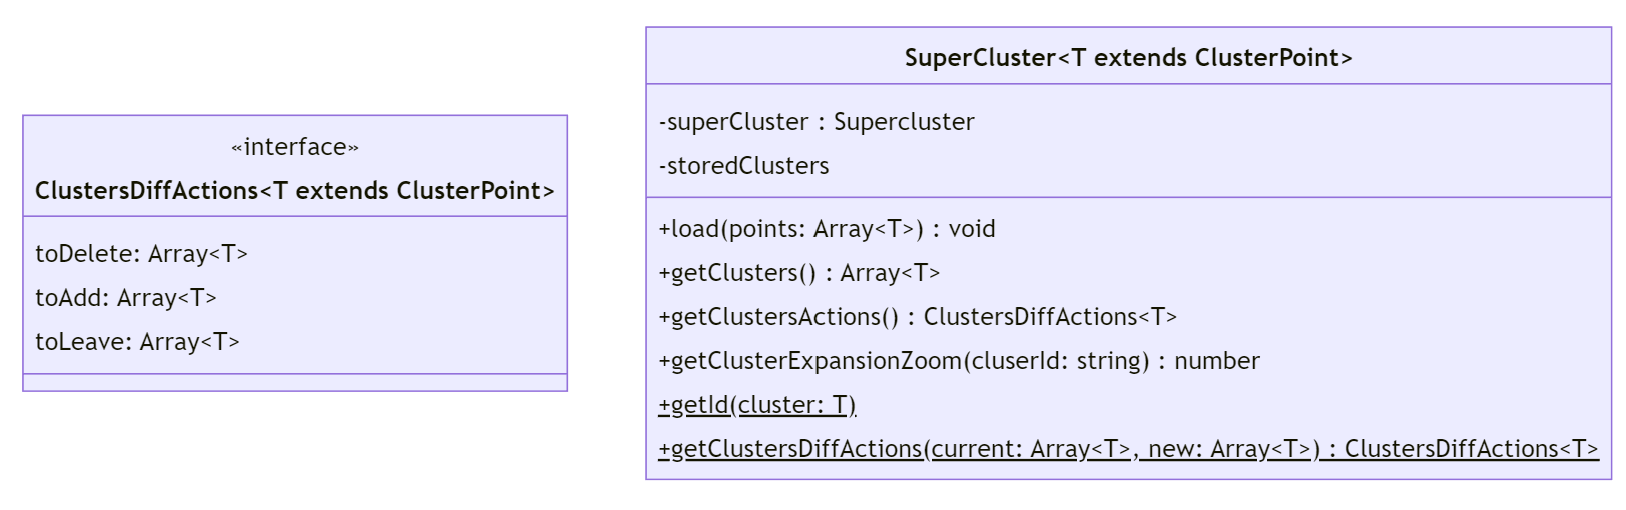 «interface»
ClustersDiffActions<T extends ClusterPoint>
toDelete: Array<T>
toAdd: Array<T>
toLeave: Array<T>
SuperCluster<T extends ClusterPoint>
-superCluster : Supercluster
-storedClusters
+load(points: Array<T>) : void
+getClusters() : Array<T>
+getClustersActions() : ClustersDiffActions<T>
+getClusterExpansionZoom(cluserId: string) : number
+getId(cluster: T)
+getClustersDiffActions(current: Array<T>, new: Array<T>) : ClustersDiffActions<T>